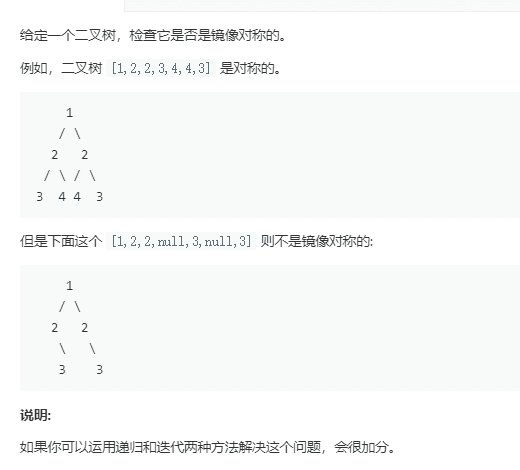 给定一个二叉树，检查它是否是镜像对称的。
例如，二叉树 [1,2,2,3,4,4,3] 是对称的。
    1
   / \
  2   2
 / \ / \
3  4 4  3
但是下面这个 [1,2,2,null,3,null,3] 则不是镜像对称的:
    1
   / \
  2   2
   \   \
   3    3
说明:
如果你可以运用递归和迭代两种方法解决这个问题，会很加分。